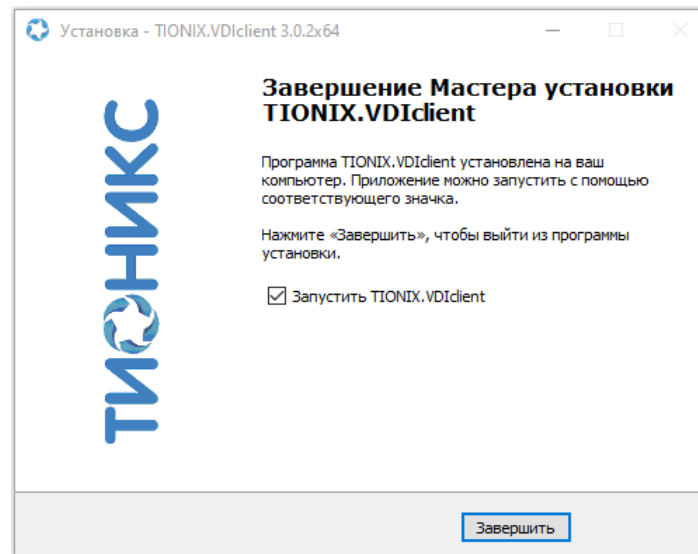 Установка - TIONIX.VDIclient 3.0.2x64
ТИОНИКС
Завершение Мастера установки
TIONIX.VDIclient
Программа TIONIX.VDIclient установлена на ваш
компьютер. Приложение можно запустить с помощью
соответствующего значка.
Нажмите «Завершить», чтобы выйти из программы
установки.
Запустить TIONIX.VDIclient
Завершить